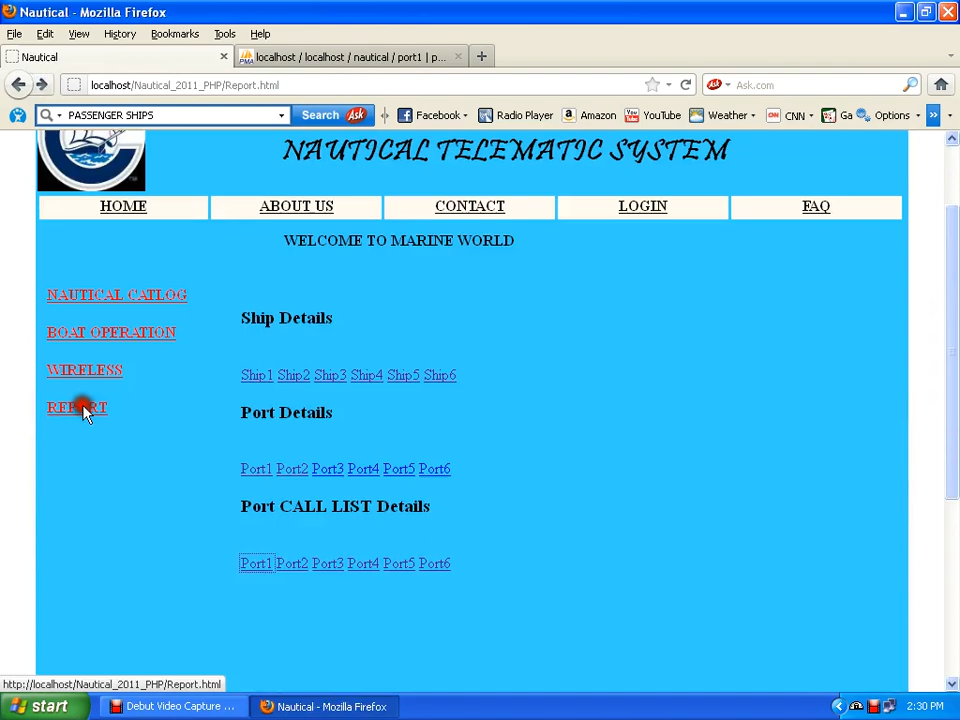 Nautical - Mozilla Firefox
File Edit View History Bookmarks Tools Help
Nautical
PMA localhost / localhost / nautical / port1 | p...
localhost/Nautical_2011_PHP/Report.html
Ask.com
PASSENGER SHIPS
Search Ask
Facebook Radio Player Amazon YouTube Weather CNN Ga Options
NAUTICAL TELEMATIC SYSTEM
HOME ABOUT US CONTACT LOGIN FAQ
WELCOME TO MARINE WORLD
NAUTICAL CATLOG
BOAT OPERATION
WIRELESS
REPORT
Ship Details
Ship1 Ship2 Ship3 Ship4 Ship5 Ship6
Port Details
Port1 Port2 Port3 Port4 Port5 Port6
Port CALL LIST Details
Port1 Port2 Port3 Port4 Port5 Port6
http://localhost/Nautical_2011_PHP/Report.html
start
Debut Video Capture ...
Nautical - Mozilla Firefox
2:30 PM